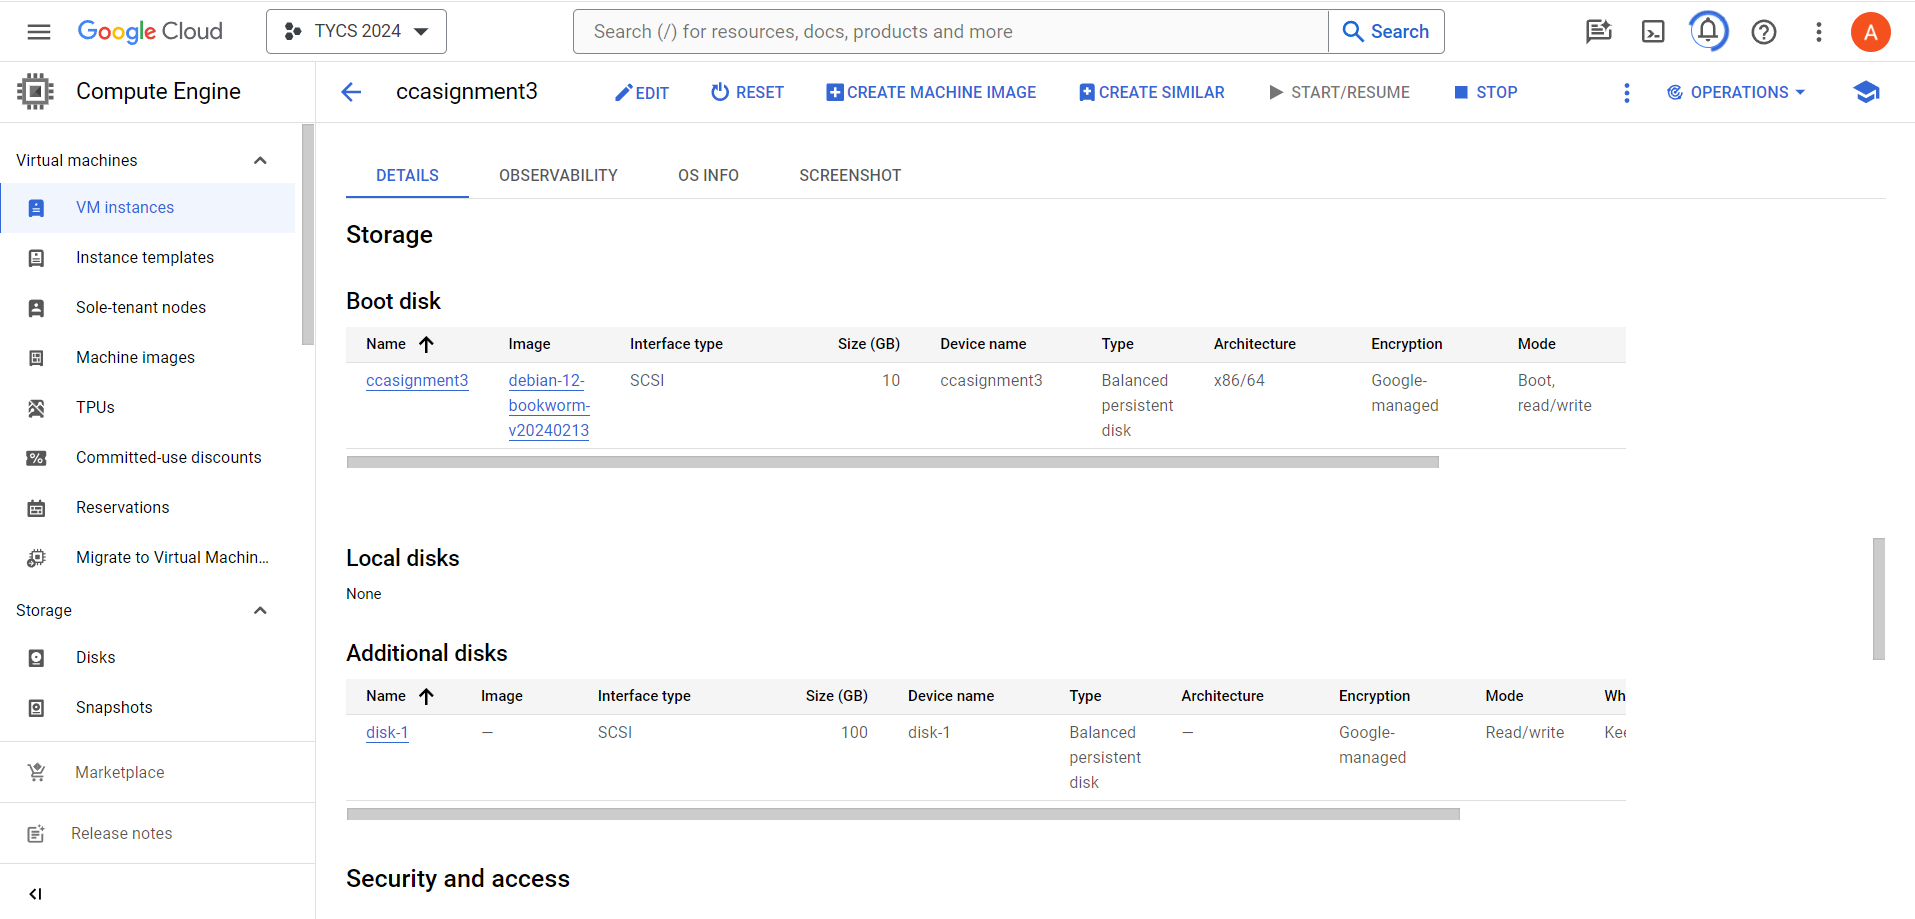 Google Cloud
TYCS 2024
Search (/) for resources, docs, products and more
Search
A
Compute Engine
ccasignment3
EDIT
RESET
CREATE MACHINE IMAGE
CREATE SIMILAR
START/RESUME
STOP
OPERATIONS
Virtual machines
VM instances
Instance templates
Sole-tenant nodes
Machine images
TPUs
Committed-use discounts
Reservations
Migrate to Virtual Machin...
Storage
Disks
Snapshots
Marketplace
Release notes
DETAILS OBSERVABILITY OS INFO SCREENSHOT
Storage
Boot disk
Name Image Interface type Size (GB) Device name Type Architecture Encryption Mode
ccasignment3 debian-12- SCSI 10 ccasignment3 Balanced x86/64 Google- Boot,
bookworm- persistent managed read/write
v20240213 disk
Local disks
None
Additional disks
Name Image Interface type Size (GB) Device name Type Architecture Encryption Mode Wh
disk-1 — SCSI 100 disk-1 Balanced — Google- Read/write Kee
persistent managed
disk
Security and access